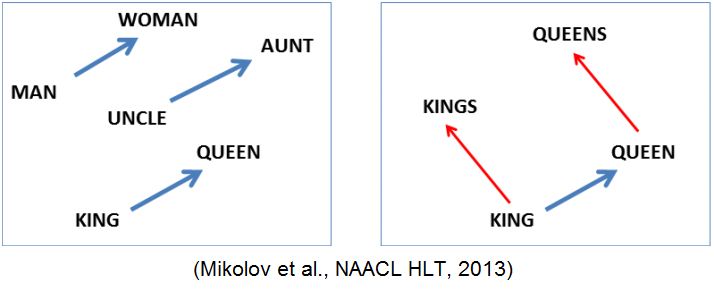 WOMAN
AUNT
MAN
UNCLE
QUEEN
KING
QUEENS
KINGS
QUEEN
KING
(Mikolov et al., NAACL HLT, 2013)